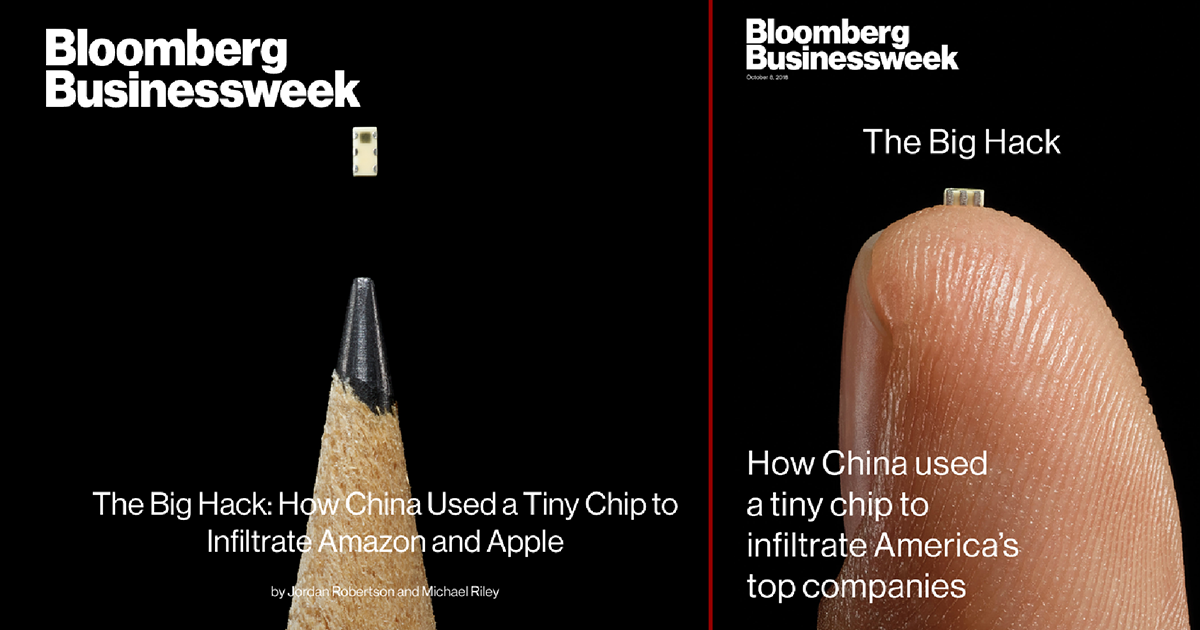 Bloomberg
Businessweek
The Big Hack: How China Used a Tiny Chip to
Infiltrate Amazon and Apple
by Jordan Robertson and Michael Riley
Bloomberg
Businessweek
October 8, 2018
The Big Hack
How China used
a tiny chip to
infiltrate America’s
top companies